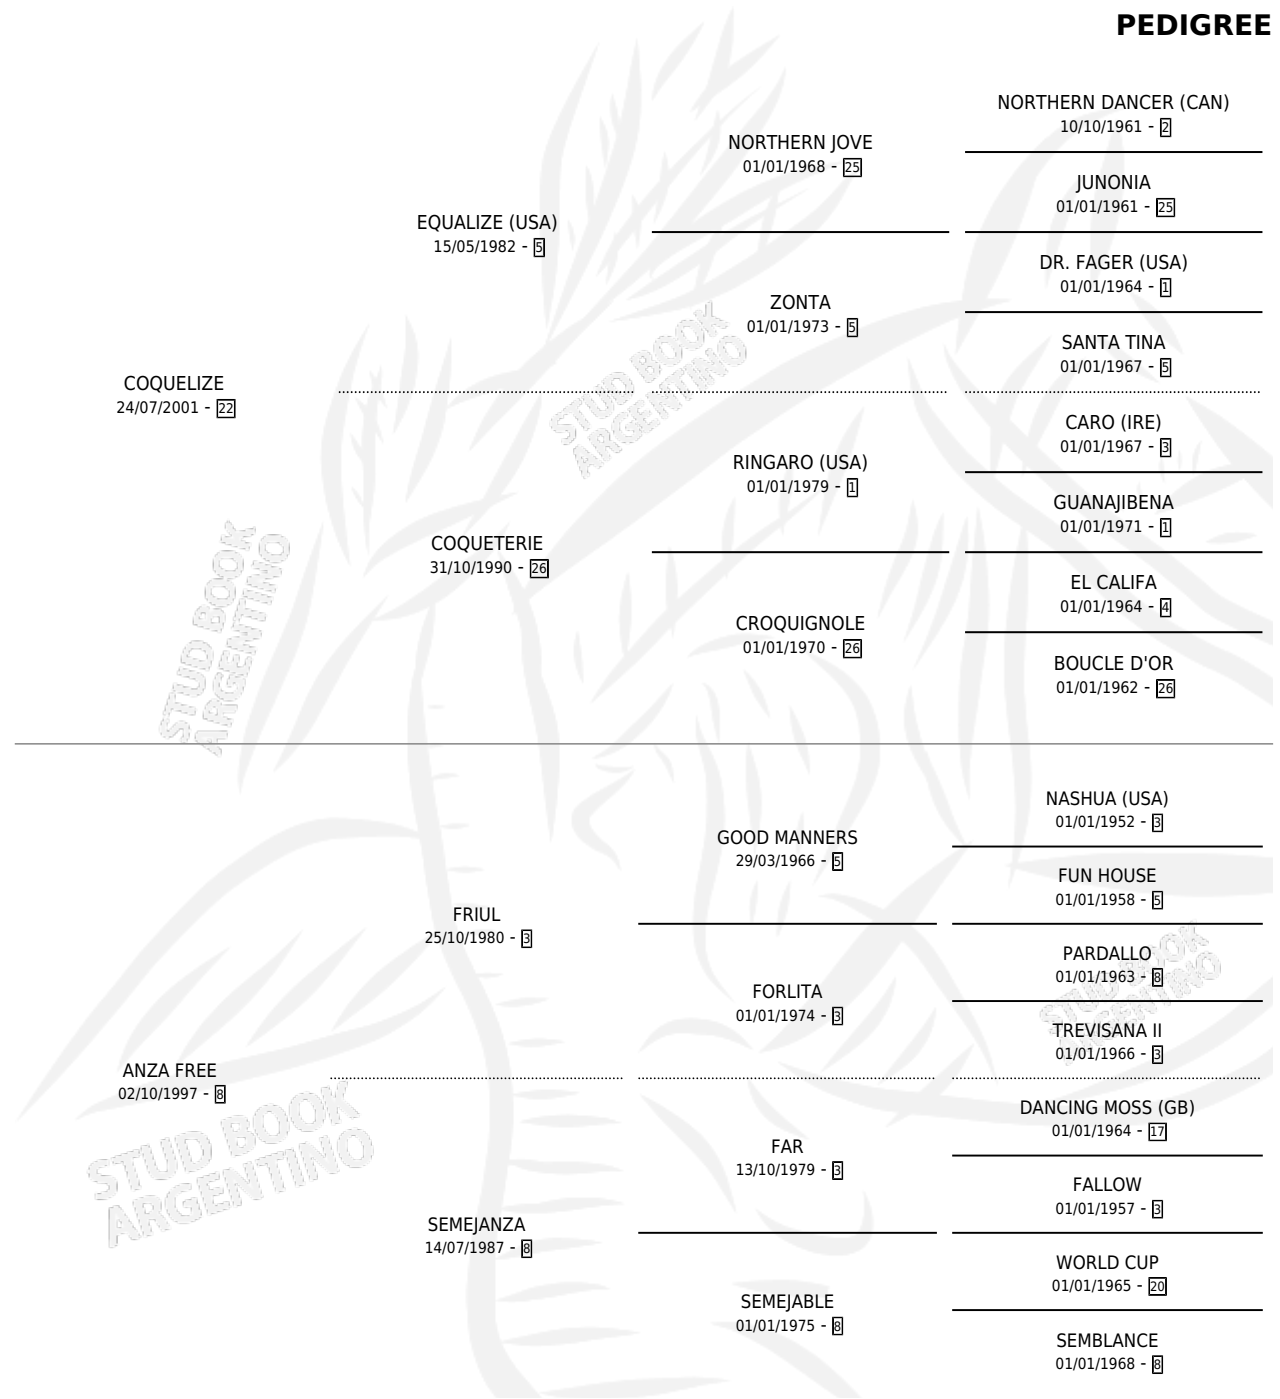 PEDIGREE
NORTHERN DANCER (CAN)
10/10/1961 - 2
NORTHERN JOVE
01/01/1968 - 25
JUNONIA
01/01/1961 - 25
EQUALIZE (USA)
15/05/1982 - 5
DR. FAGER (USA)
01/01/1964 - 1
ZONTA
01/01/1973 - 5
SANTA TINA
01/01/1967 - 5
COQUELIZE
24/07/2001 - 22
CARO (IRE)
01/01/1967 - 3
RINGARO (USA)
01/01/1979 - 1
GUANAJIBENA
01/01/1971 - 1
COQUETERIE
31/10/1990 - 26
EL CALIFA
01/01/1964 - 4
CROQUIGNOLE
01/01/1970 - 26
BOUCLE D'OR
01/01/1962 - 26
NASHUA (USA)
01/01/1952 - 3
GOOD MANNERS
29/03/1966 - 5
FUN HOUSE
01/01/1958 - 5
FRIUL
25/10/1980 - 3
PARDALLO
01/01/1963 - 8
FORLITA
01/01/1974 - 3
TREVISANA II
01/01/1966 - 3
ANZA FREE
02/10/1997 - 8
DANCING MOSS (GB)
01/01/1964 - 17
FAR
13/10/1979 - 3
FALLOW
01/01/1957 - 3
SEMEJANZA
14/07/1987 - 8
WORLD CUP
01/01/1965 - 20
SEMEJABLE
01/01/1975 - 8
SEMBLANCE
01/01/1968 - 8
STUD BOOK
ARGENTINO
STUD BOOK
ARGENTINO
STUD BOOK
ARGENTINO
STUD BOOK
ARGENTINO